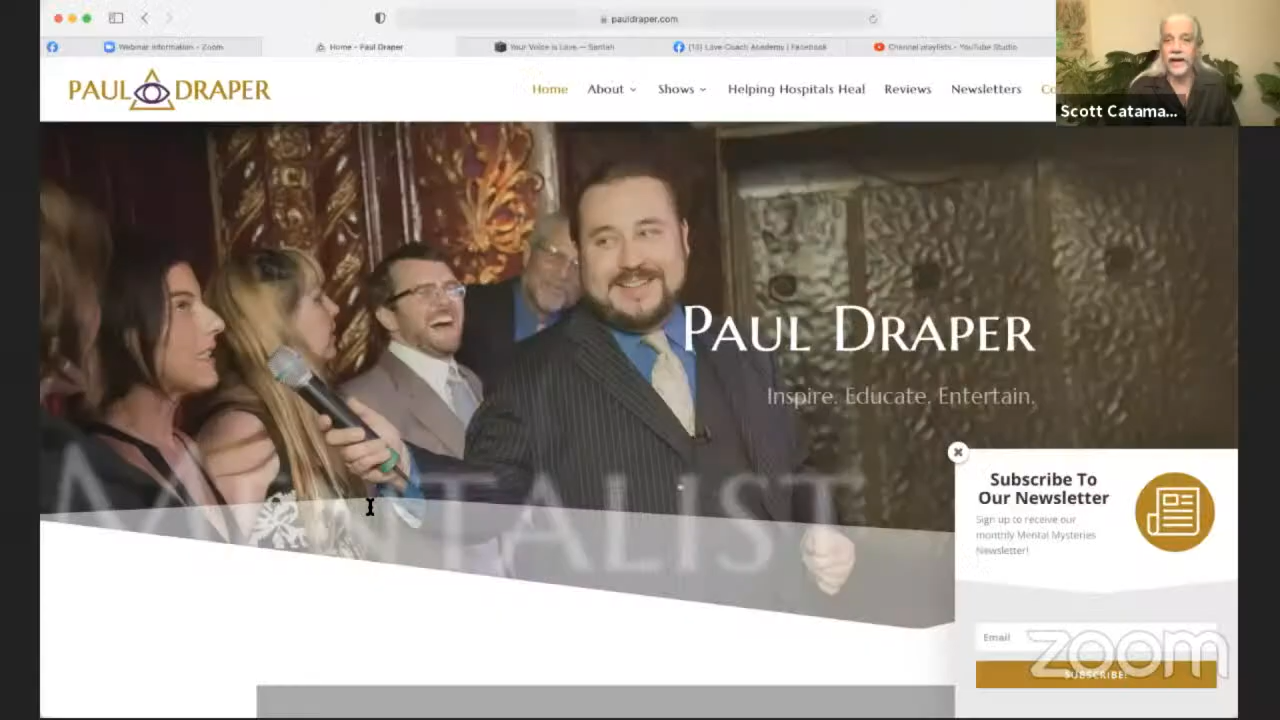 pauldraper.com
Webinar Information - Zoom
Home - Paul Draper
Your Voice is Love — Santeh
(10) Love Coach Academy | Facebook
Channel playlists - YouTube Studio
PAUL DRAPER
Home About Shows Helping Hospitals Heal Reviews Newsletters Co
Scott Catama...
PAUL DRAPER
Inspire. Educate. Entertain.
MENTALIST
Subscribe To
Our Newsletter
Sign up to receive our
monthly Mental Mysteries
Newsletter!
Email
zoom
SUBSCRIBE!